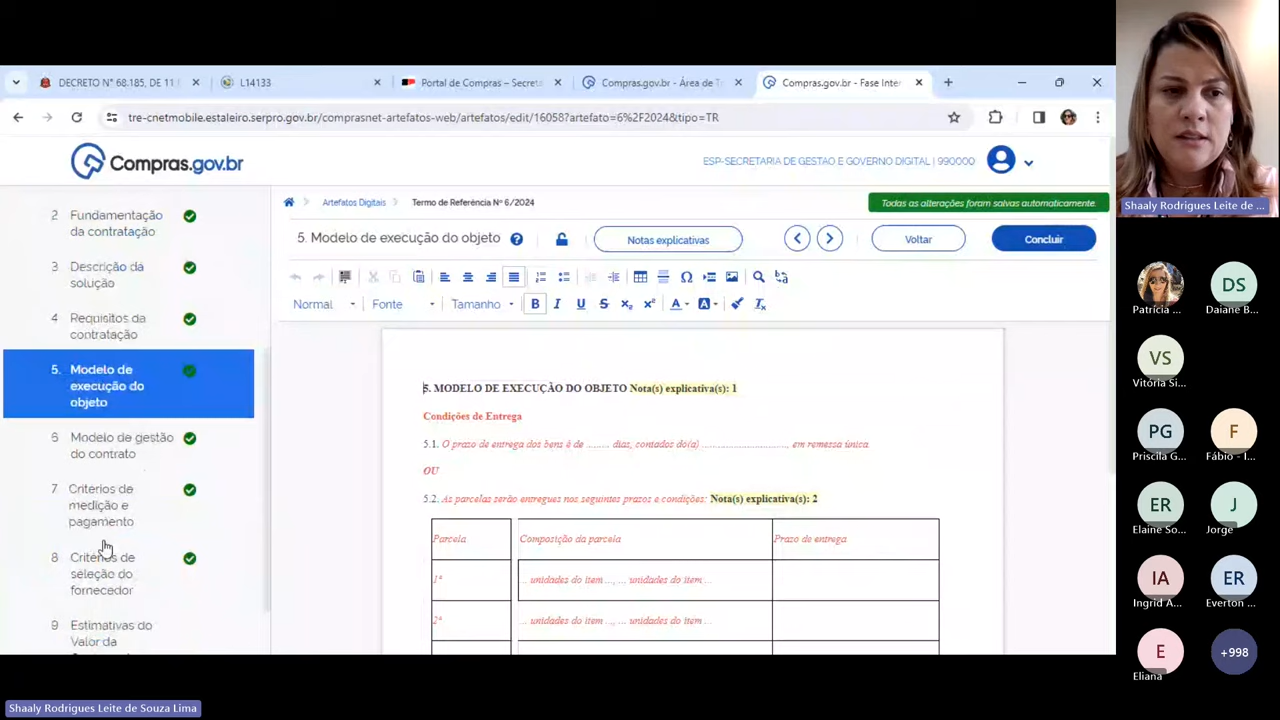 DECRETO N° 68.185, DE 11
L14133
Portal de Compras – Secreta
Compras.gov.br - Área de T
Compras.gov.br - Fase Inter
tre-cnetmobile.estaleiro.serpro.gov.br/comprasnet-artefatos-web/artefatos/edit/16058?artefato=6%2F2024&tipo=TR
Compras.gov.br
ESP-SECRETARIA DE GESTAO E GOVERNO DIGITAL | 990000
Shaaly Rodrigues Leite de ...
2 Fundamentação
da contratação
3 Descrição da
solução
4 Requisitos da
contratação
5. Modelo de
execução do
objeto
6 Modelo de gestão
do contrato
7 Critérios de
medição e
pagamento
8 Critérios de
seleção do
fornecedor
9 Estimativas do
Valor da
Artefatos Digitais
Termo de Referência Nº 6/2024
Todas as alterações foram salvas automaticamente.
5. Modelo de execução do objeto
Notas explicativas
Voltar
Concluir
Normal
Fonte
Tamanho
5. MODELO DE EXECUÇÃO DO OBJETO Nota(s) explicativa(s): 1
Condições de Entrega
5.1. O prazo de entrega dos bens é de ........ dias, contados do(a) ..............................., em remessa única.
OU
5.2. As parcelas serão entregues nos seguintes prazos e condições: Nota(s) explicativa(s): 2
Parcela Composição da parcela Prazo de entrega
1ª ... unidades do item ..., ... unidades do item ...
2ª ... unidades do item ..., ... unidades do item ...
Patrícia ...
DS
Daiane B...
VS
Vitória Si...
PG
Priscila G...
F
Fábio - I...
ER
Elaine So...
J
Jorge
IA
Ingrid A...
ER
Everton ...
E
Eliana
+998
Shaaly Rodrigues Leite de Souza Lima